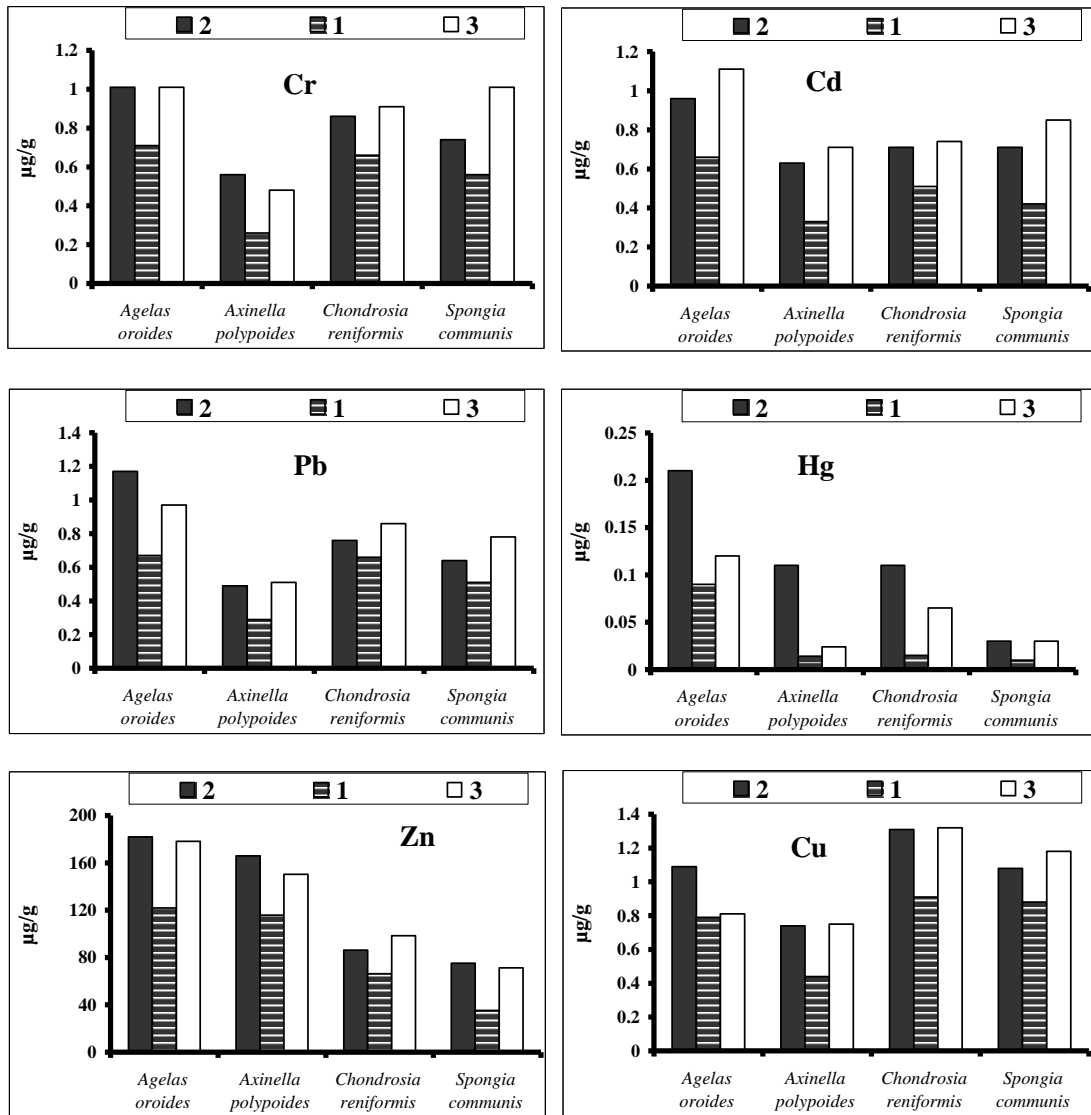 2 1 3
Cr
µg/g
1.2
1
0.8
0.6
0.4
0.2
0
Agelas Axinella Chondrosia Spongia
oroides polypoides reniformis communis
2 1 3
Cd
µg/g
1.2
1
0.8
0.6
0.4
0.2
0
Agelas Axinella Chondrosia Spongia
oroides polypoides reniformis communis
2 1 3
Pb
µg/g
1.4
1.2
1
0.8
0.6
0.4
0.2
0
Agelas Axinella Chondrosia Spongia
oroides polypoides reniformis communis
2 1 3
Hg
µg/g
0.25
0.2
0.15
0.1
0.05
0
Agelas Axinella Chondrosia Spongia
oroides polypoides reniformis communis
2 1 3
Zn
µg/g
200
160
120
80
40
0
Agelas Axinella Chondrosia Spongia
oroides polypoides reniformis communis
2 1 3
Cu
µg/g
1.4
1.2
1
0.8
0.6
0.4
0.2
0
Agelas Axinella Chondrosia Spongia
oroides polypoides reniformis communis